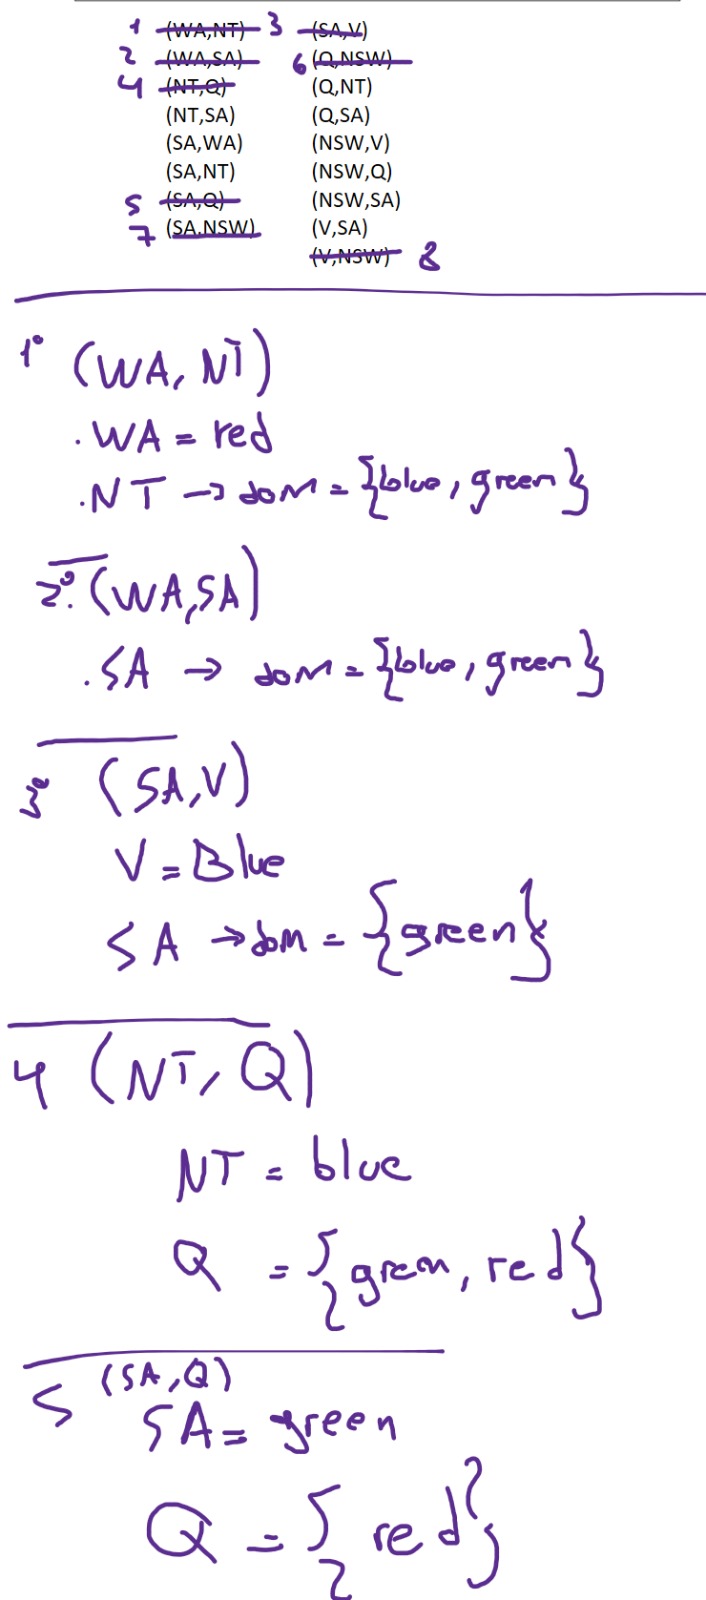 1 (WA,NT) 3 (SA,V)
2 (WA,SA) 6 (Q,NSW)
4 (NT,Q) (Q,NT)
(NT,SA) (Q,SA)
(SA,WA) (NSW,V)
(SA,NT) (NSW,Q)
5 (SA,Q) (NSW,SA)
7 (SA,NSW) (V,SA)
(V,NSW) 8
1° (WA, NT)
. WA = red
. NT → dom = {blue, green}
2°. (WA,SA)
. SA → dom = {blue, green}
3° (SA,V)
V = Blue
SA → dom = {green}
4 (NT, Q)
NT = blue
Q = {green, red}
5 (SA,Q)
SA = green
Q = {red}